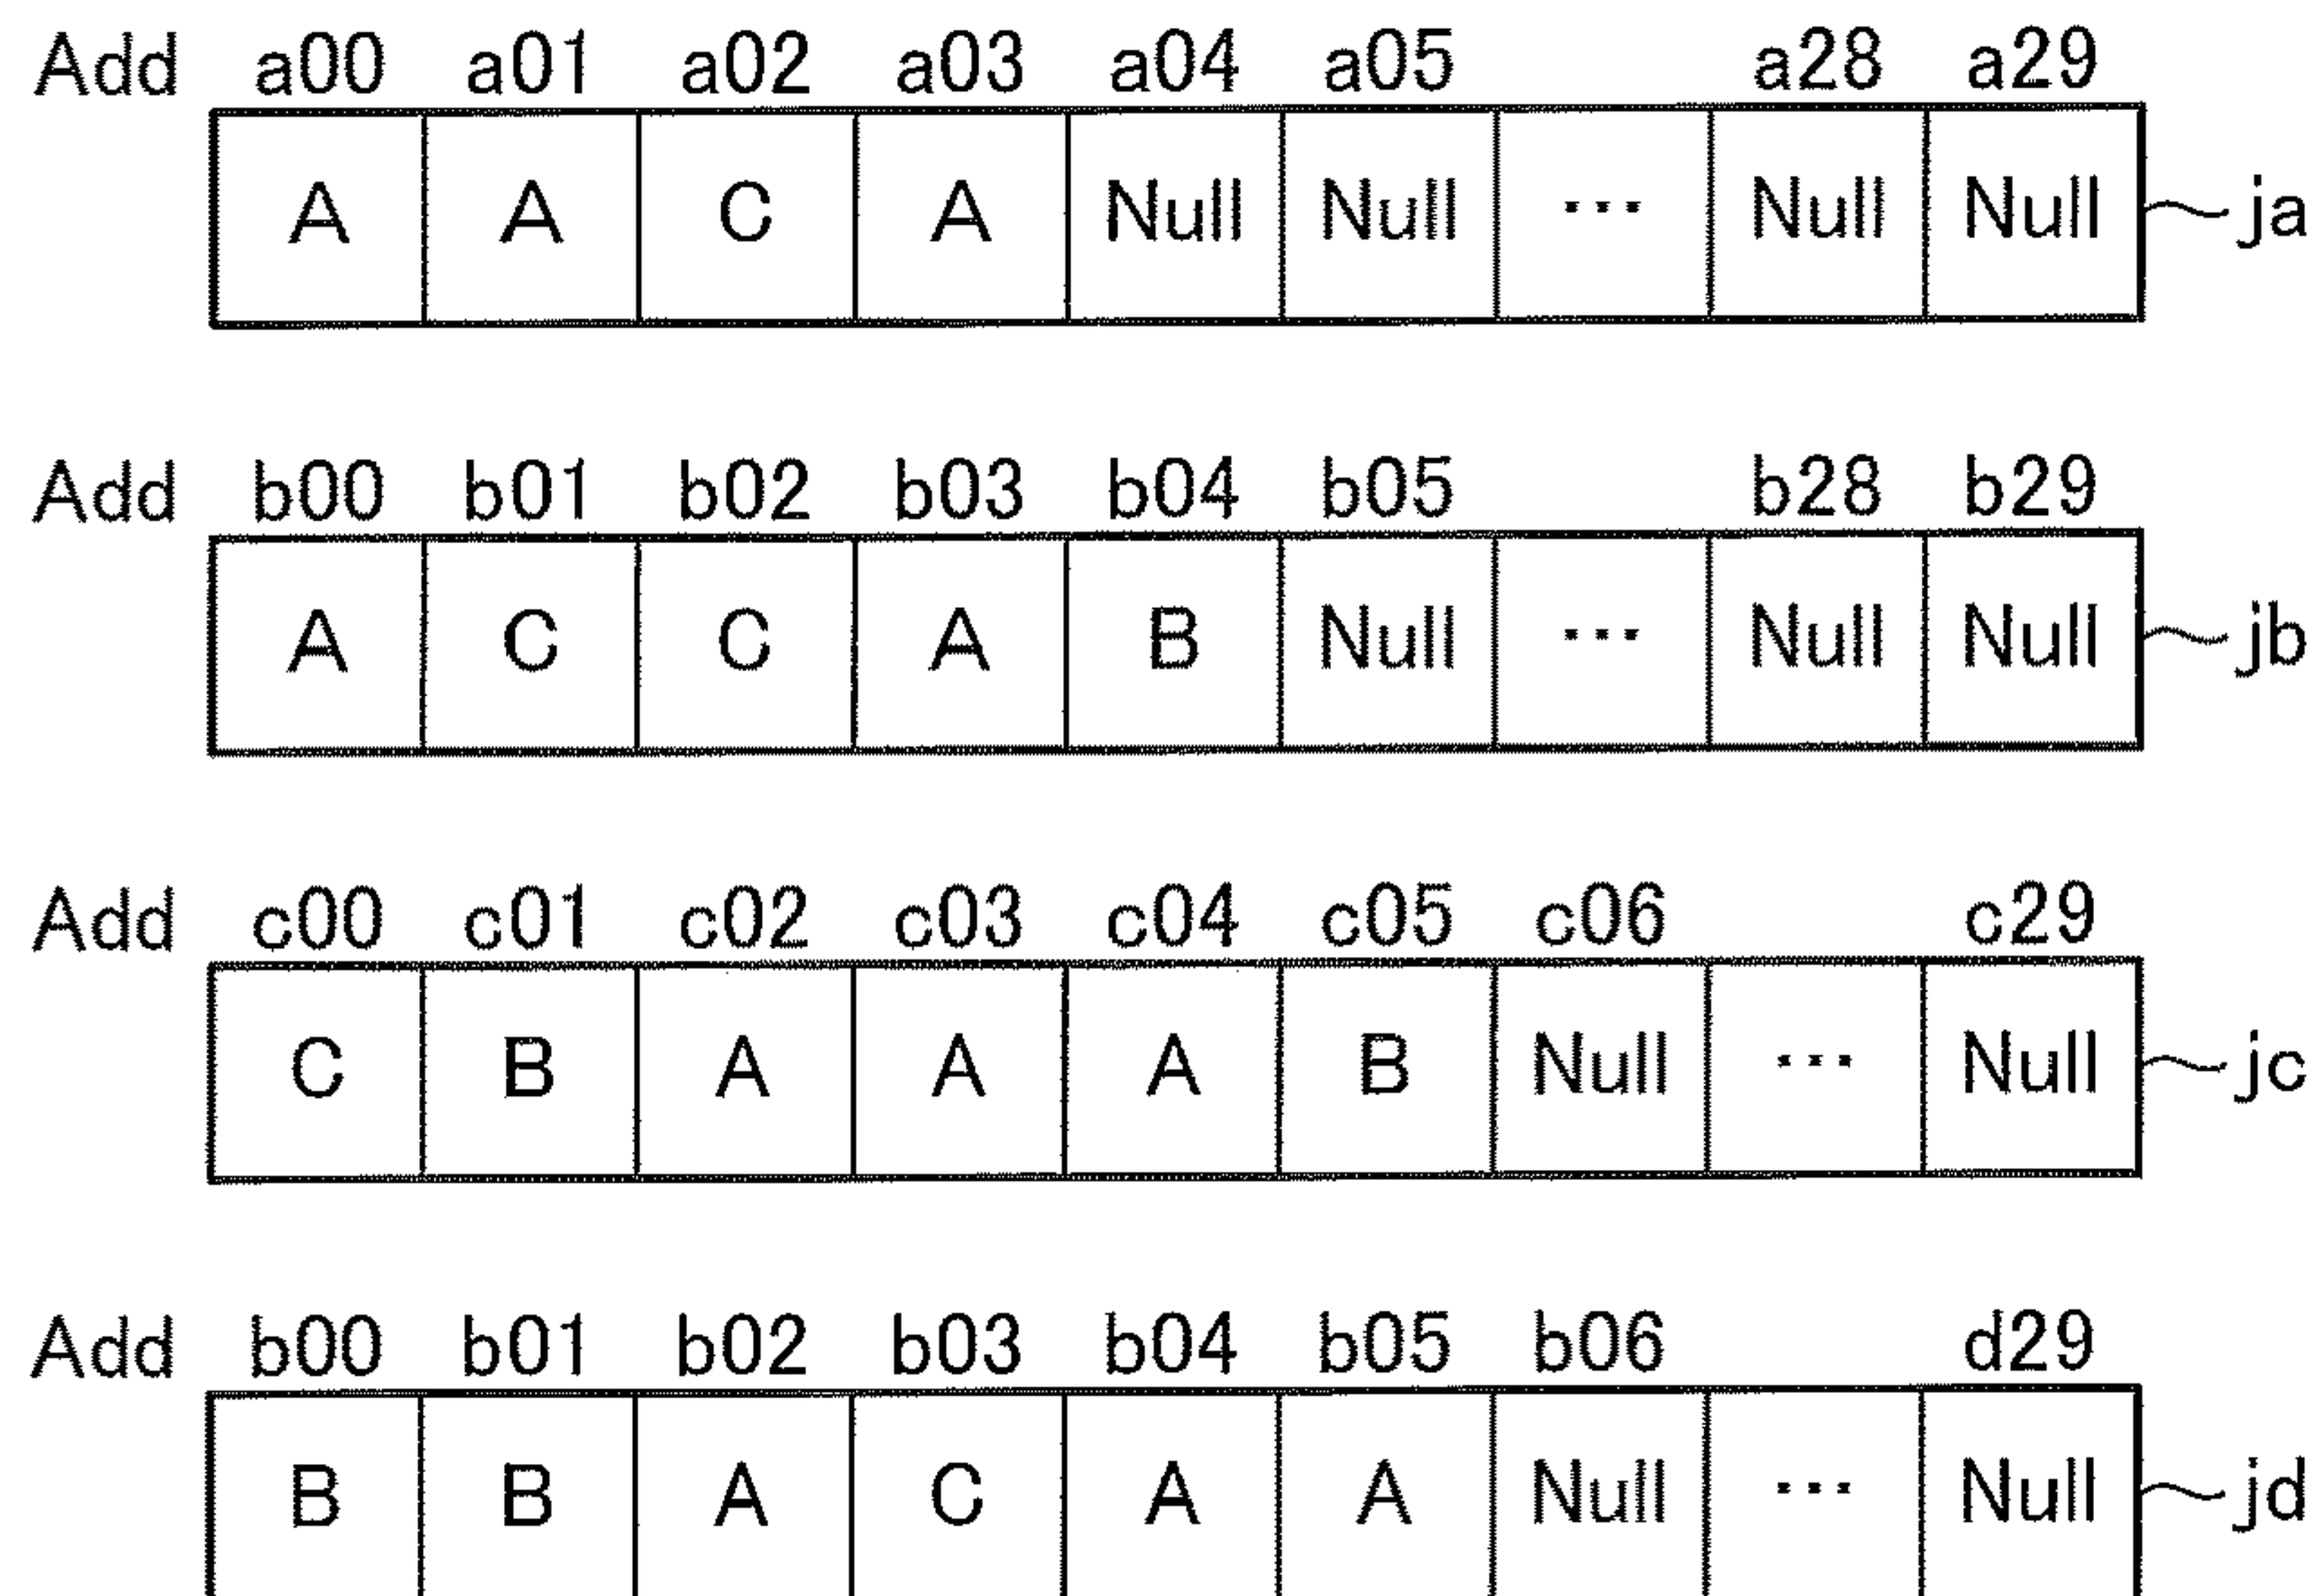 Add a00 a01 a02 a03 a04 a05 a28 a29
A A C A Null Null ··· Null Null ja
Add b00 b01 b02 b03 b04 b05 b28 b29
A C C A B Null ··· Null Null jb
Add c00 c01 c02 c03 c04 c05 c06 c29
C B A A A B Null ··· Null jc
Add b00 b01 b02 b03 b04 b05 b06 d29
B B A C A A Null ··· Null jd